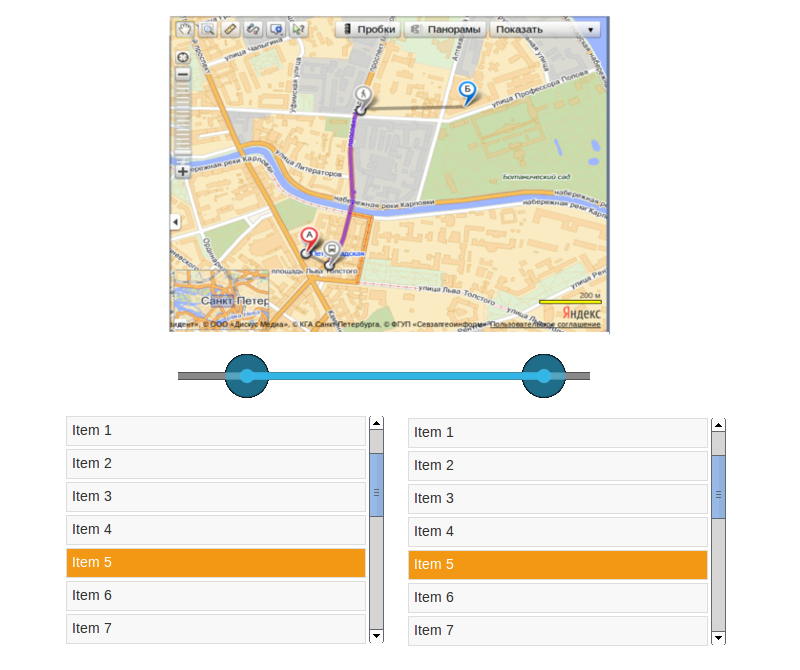 Пробки
Панорамы
Показать
улица Чапыгина
проспект
уфимская улица
улица Профессора Попова
Б
Ботанический сад
улица Литераторов
набережная реки Карповки
набережная
А
площадь Льва Толстого
улица Льва Толстого
Санкт-Петер
200 м
Яндекс
© ООО «Дискус Медиа», © КГА Санкт-Петербурга, © ФГУП «Севзапгеоинформ» Пользовательское соглашение
Item 1
Item 2
Item 3
Item 4
Item 5
Item 6
Item 7
Item 1
Item 2
Item 3
Item 4
Item 5
Item 6
Item 7